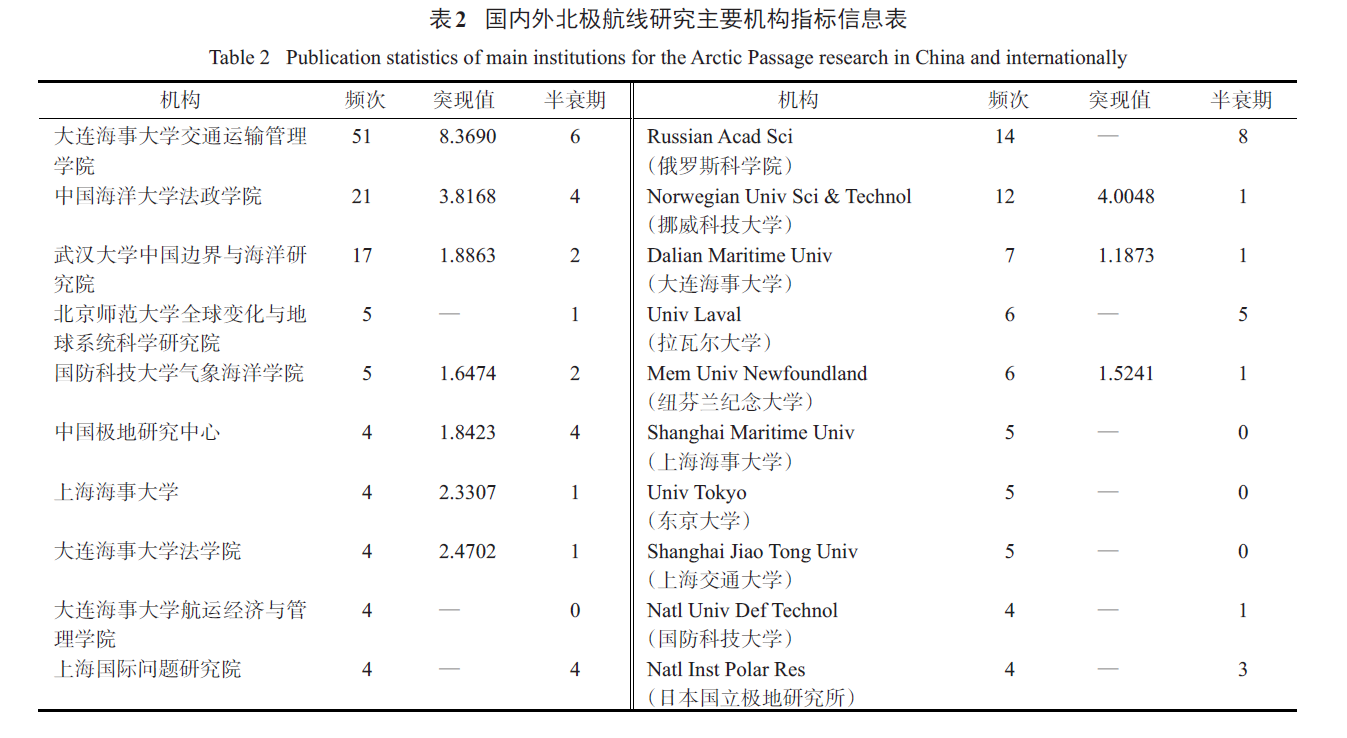 表2 国内外北极航线研究主要机构指标信息表
Table 2 Publication statistics of main institutions for the Arctic Passage research in China and internationally
机构 频次 突现值 半衰期 机构 频次 突现值 半衰期
大连海事大学交通运输管理 51 8.3690 6 Russian Acad Sci 14 — 8
学院 （俄罗斯科学院）
中国海洋大学法政学院 21 3.8168 4 Norwegian Univ Sci & Technol 12 4.0048 1
（挪威科技大学）
武汉大学中国边界与海洋研 17 1.8863 2 Dalian Maritime Univ 7 1.1873 1
究院 （大连海事大学）
北京师范大学全球变化与地 5 — 1 Univ Laval 6 — 5
球系统科学研究院 （拉瓦尔大学）
国防科技大学气象海洋学院 5 1.6474 2 Mem Univ Newfoundland 6 1.5241 1
（纽芬兰纪念大学）
中国极地研究中心 4 1.8423 4 Shanghai Maritime Univ 5 — 0
（上海海事大学）
上海海事大学 4 2.3307 1 Univ Tokyo 5 — 0
（东京大学）
大连海事大学法学院 4 2.4702 1 Shanghai Jiao Tong Univ 5 — 0
（上海交通大学）
大连海事大学航运经济与管 4 — 0 Natl Univ Def Technol 4 — 1
理学院 （国防科技大学）
上海国际问题研究院 4 — 4 Natl Inst Polar Res 4 — 3
（日本国立极地研究所）